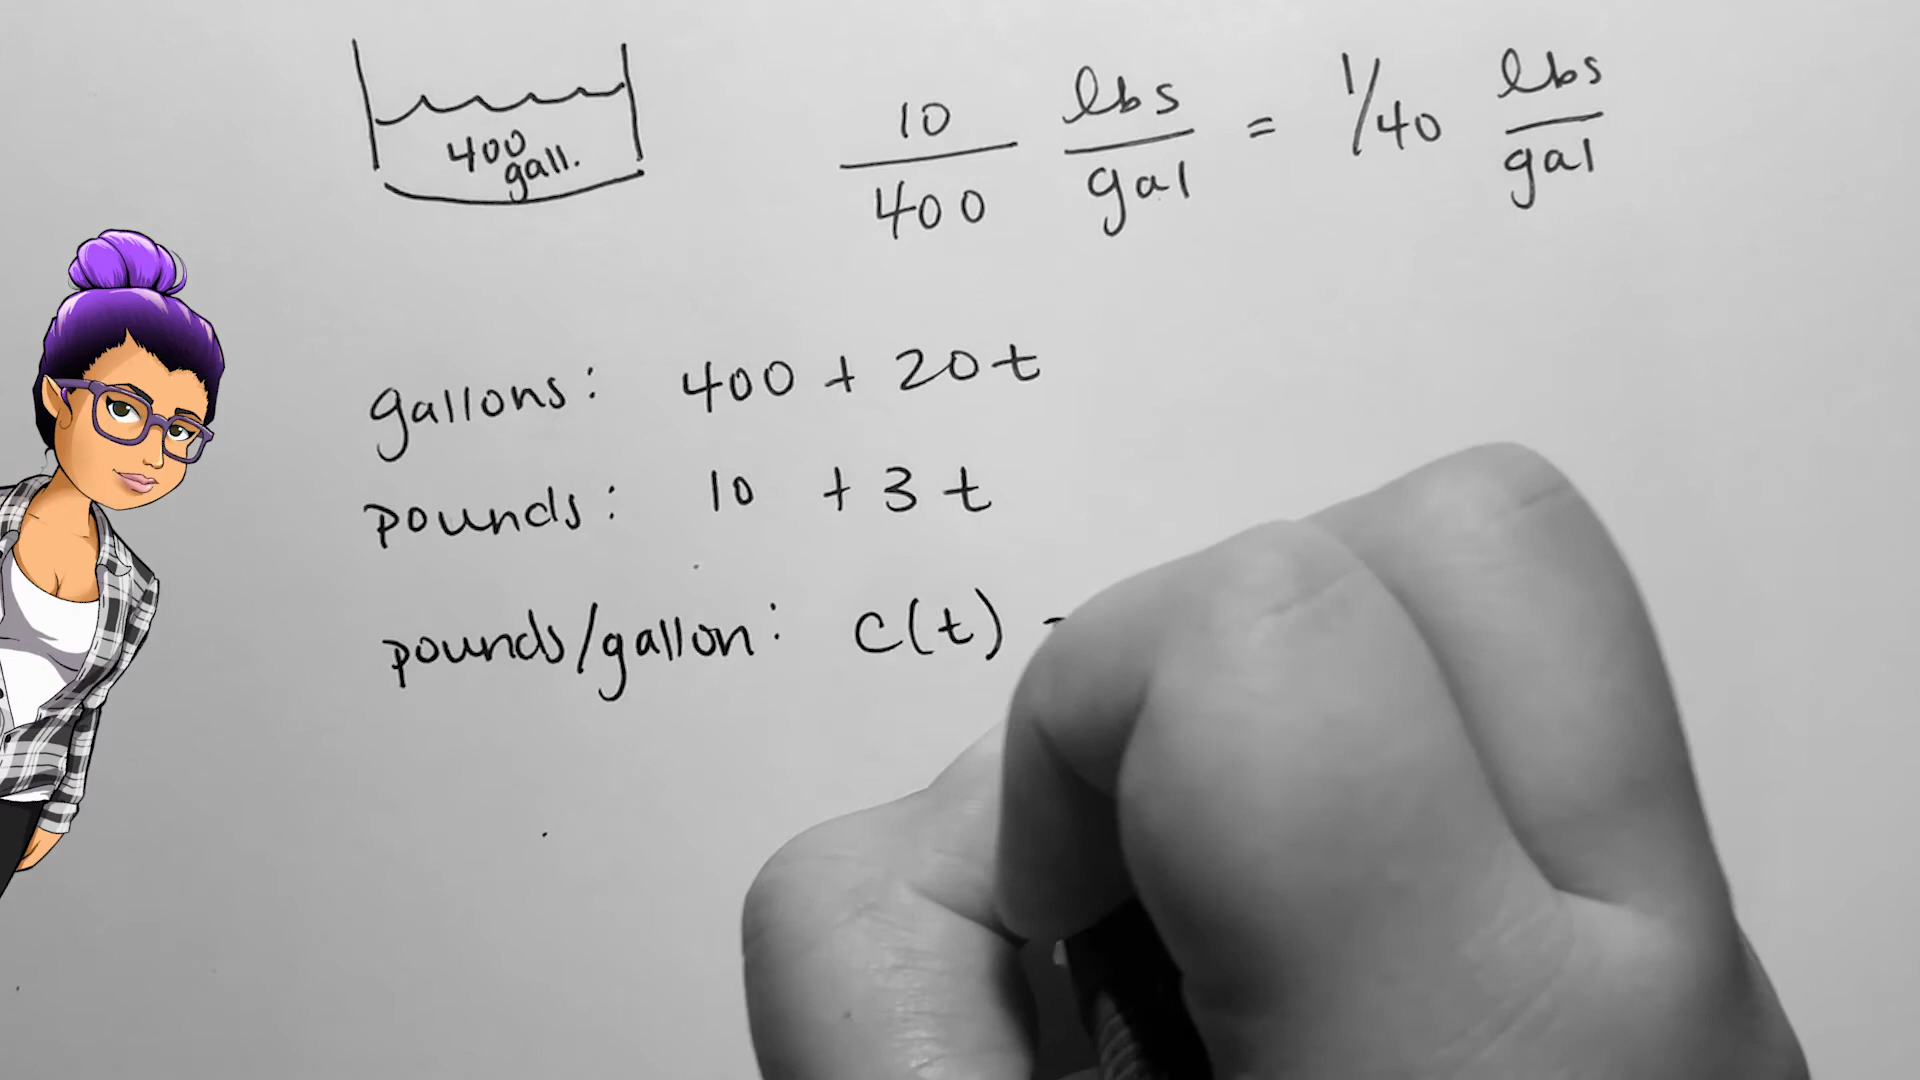 400 gall.
10/400 lbs/gal = 1/40 lbs/gal
gallons: 400 + 20t
pounds: 10 + 3t
pounds/gallon: c(t)